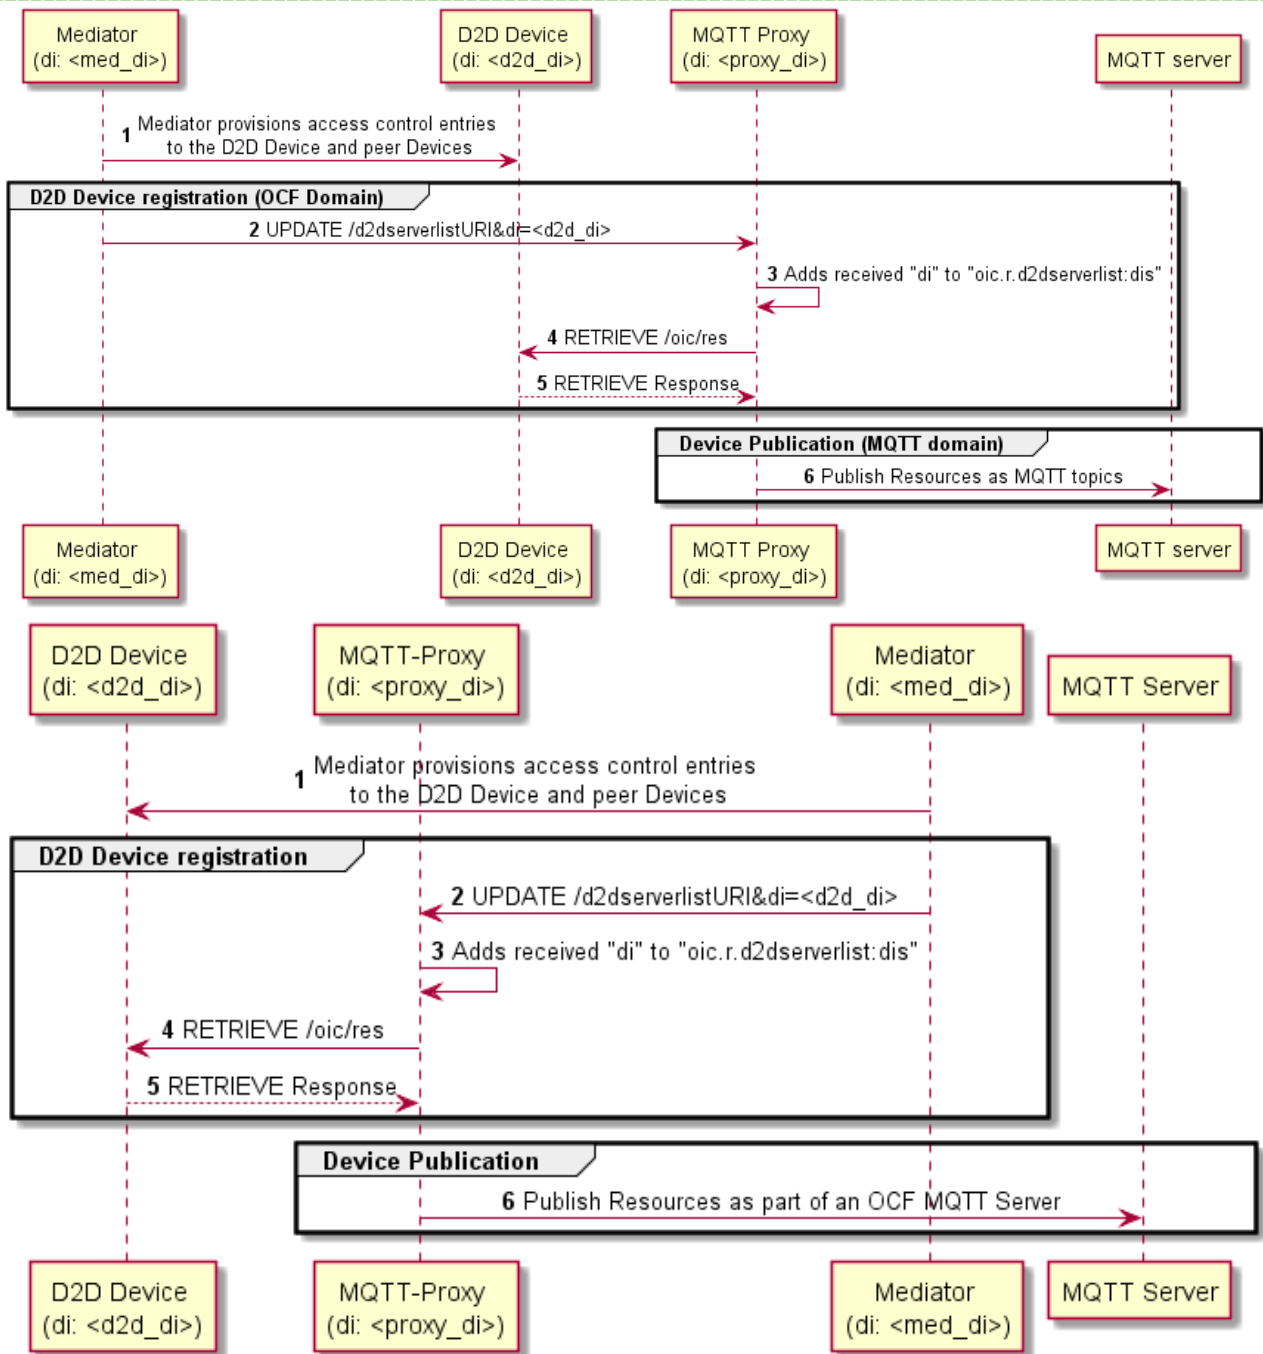 Mediator
(di: <med_di>)
D2D Device
(di: <d2d_di>)
MQTT Proxy
(di: <proxy_di>)
MQTT server
1 Mediator provisions access control entries
to the D2D Device and peer Devices
D2D Device registration (OCF Domain)
2 UPDATE /d2dserverlistURI&di=<d2d_di>
3 Adds received "di" to "oic.r.d2dserverlist:dis"
4 RETRIEVE /oic/res
5 RETRIEVE Response
Device Publication (MQTT domain)
6 Publish Resources as MQTT topics
Mediator
(di: <med_di>)
D2D Device
(di: <d2d_di>)
MQTT Proxy
(di: <proxy_di>)
MQTT server
D2D Device
(di: <d2d_di>)
MQTT-Proxy
(di: <proxy_di>)
Mediator
(di: <med_di>)
MQTT Server
1 Mediator provisions access control entries
to the D2D Device and peer Devices
D2D Device registration
2 UPDATE /d2dserverlistURI&di=<d2d_di>
3 Adds received "di" to "oic.r.d2dserverlist:dis"
4 RETRIEVE /oic/res
5 RETRIEVE Response
Device Publication
6 Publish Resources as part of an OCF MQTT Server
D2D Device
(di: <d2d_di>)
MQTT-Proxy
(di: <proxy_di>)
Mediator
(di: <med_di>)
MQTT Server